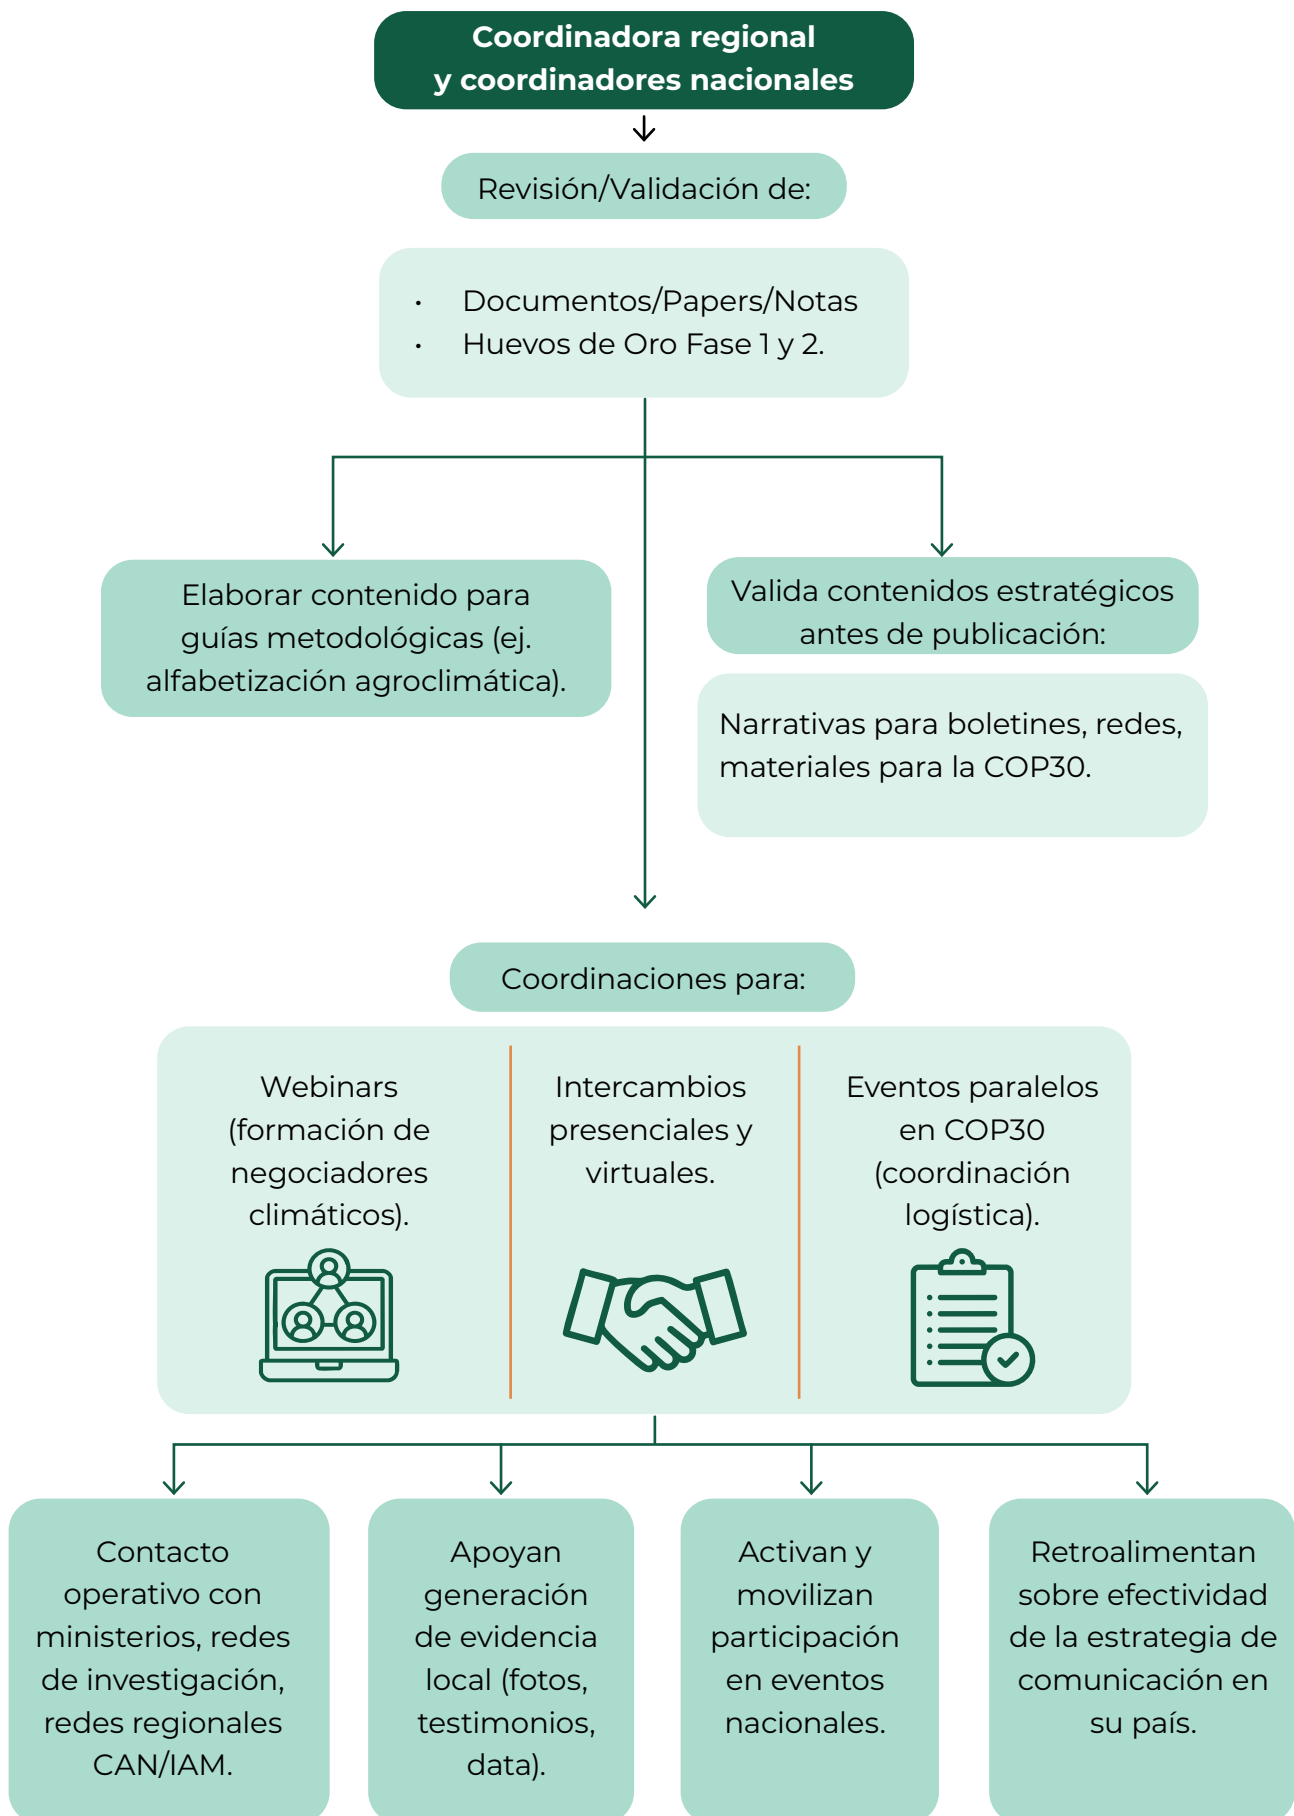 Coordinadora regional
y coordinadores nacionales
Revisión/Validación de:
• Documentos/Papers/Notas
• Huevos de Oro Fase 1 y 2.
Elaborar contenido para
guías metodológicas (ej.
alfabetización agroclimática).
Valida contenidos estratégicos
antes de publicación:
Narrativas para boletines, redes,
materiales para la COP30.
Coordinaciones para:
Webinars
(formación de
negociadores
climáticos).
Intercambios
presenciales y
virtuales.
Eventos paralelos
en COP30
(coordinación
logística).
Contacto
operativo con
ministerios, redes
de investigación,
redes regionales
CAN/IAM.
Apoyan
generación
de evidencia
local (fotos,
testimonios,
data).
Activan y
movilizan
participación
en eventos
nacionales.
Retroalimentan
sobre efectividad
de la estrategia de
comunicación en
su país.